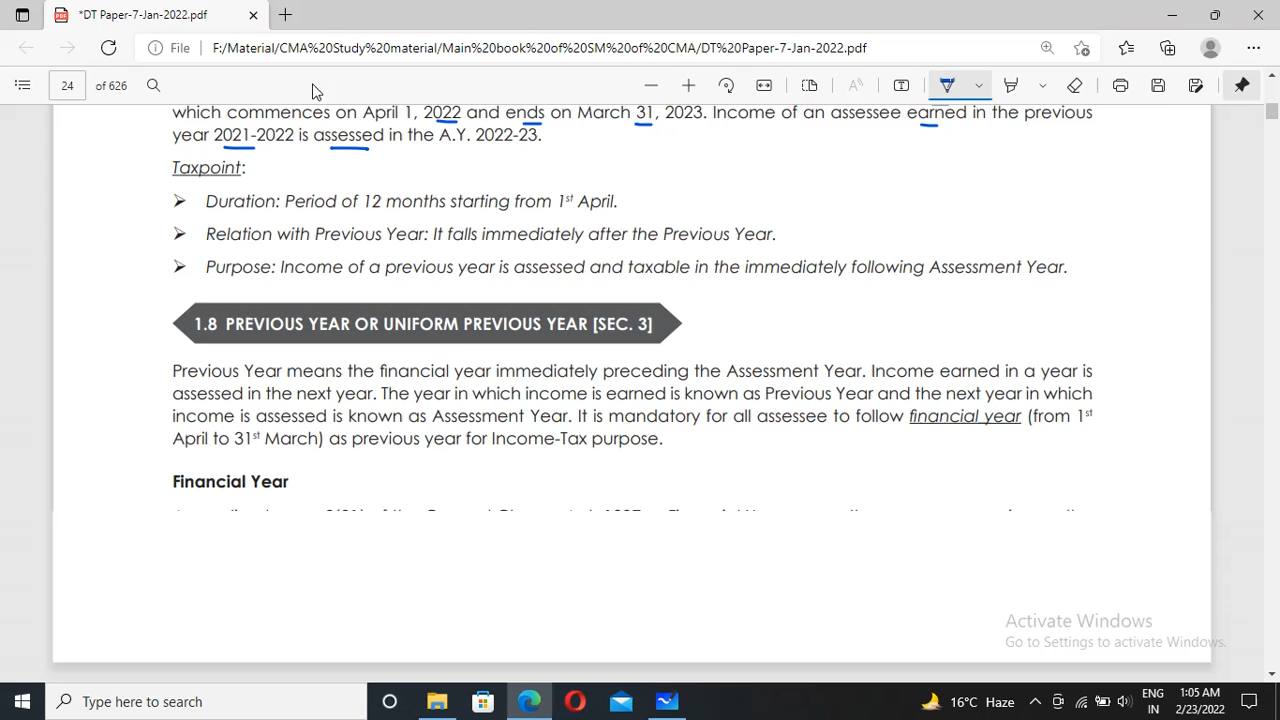 *DT Paper-7-Jan-2022.pdf
File F:/Material/CMA%20Study%20material/Main%20book%20of%20SM%20of%20CMA/DT%20Paper-7-Jan-2022.pdf
24 of 626
which commences on April 1, 2022 and ends on March 31, 2023. Income of an assessee earned in the previous
year 2021-2022 is assessed in the A.Y. 2022-23.
Taxpoint:
➢ Duration: Period of 12 months starting from 1st April.
➢ Relation with Previous Year: It falls immediately after the Previous Year.
➢ Purpose: Income of a previous year is assessed and taxable in the immediately following Assessment Year.
1.8 PREVIOUS YEAR OR UNIFORM PREVIOUS YEAR [SEC. 3]
Previous Year means the financial year immediately preceding the Assessment Year. Income earned in a year is
assessed in the next year. The year in which income is earned is known as Previous Year and the next year in which
income is assessed is known as Assessment Year. It is mandatory for all assessee to follow financial year (from 1st
April to 31st March) as previous year for Income-Tax purpose.
Financial Year
Activate Windows
Go to Settings to activate Windows.
Type here to search
16°C Haze
ENG
IN
1:05 AM
2/23/2022